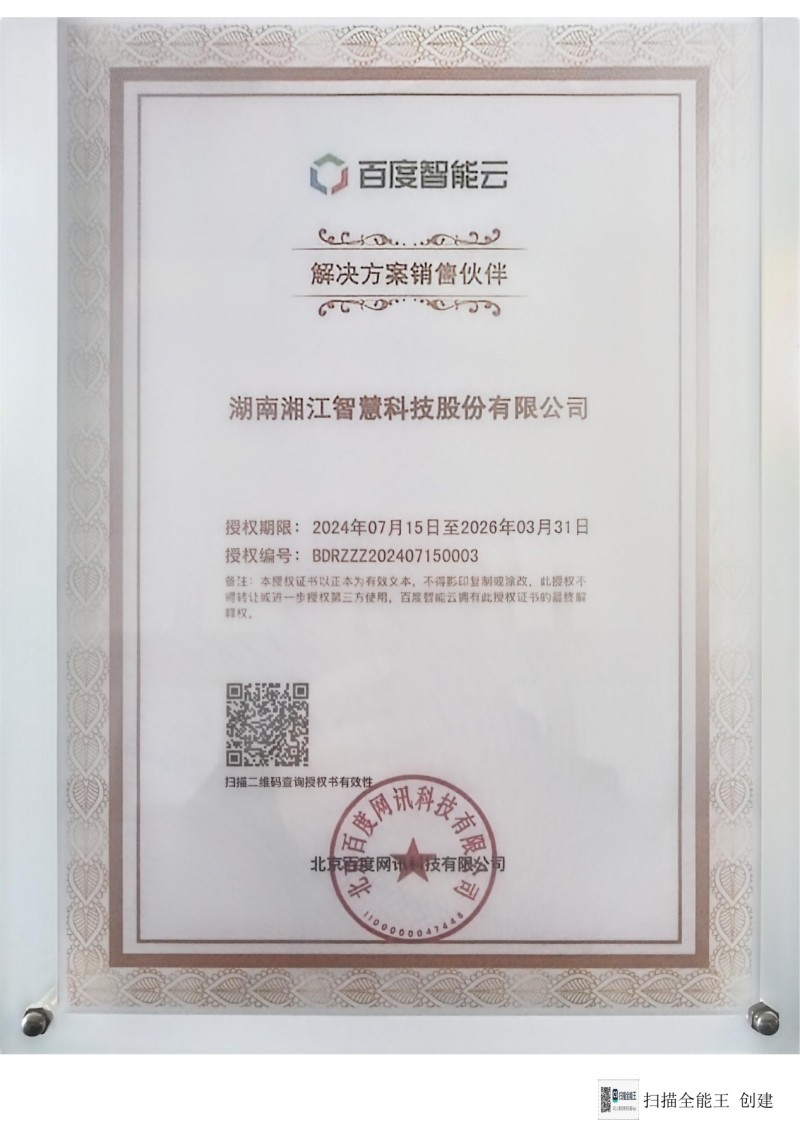 百度智能云
解决方案销售伙伴
湖南湘江智慧科技股份有限公司
授权期限：2024年07月15日至2026年03月31日
授权编号：BDRZZZ202407150003
备注：本授权证书以正本为有效文本，不得影印复制或涂改。此授权不
得转让或进一步授权第三方使用。百度智能云拥有此授权证书的最终解
释权。
扫描二维码查询授权书有效性
北京百度网讯科技有限公司
北京百度网讯科技有限公司
1100000047448
扫描全能王 创建